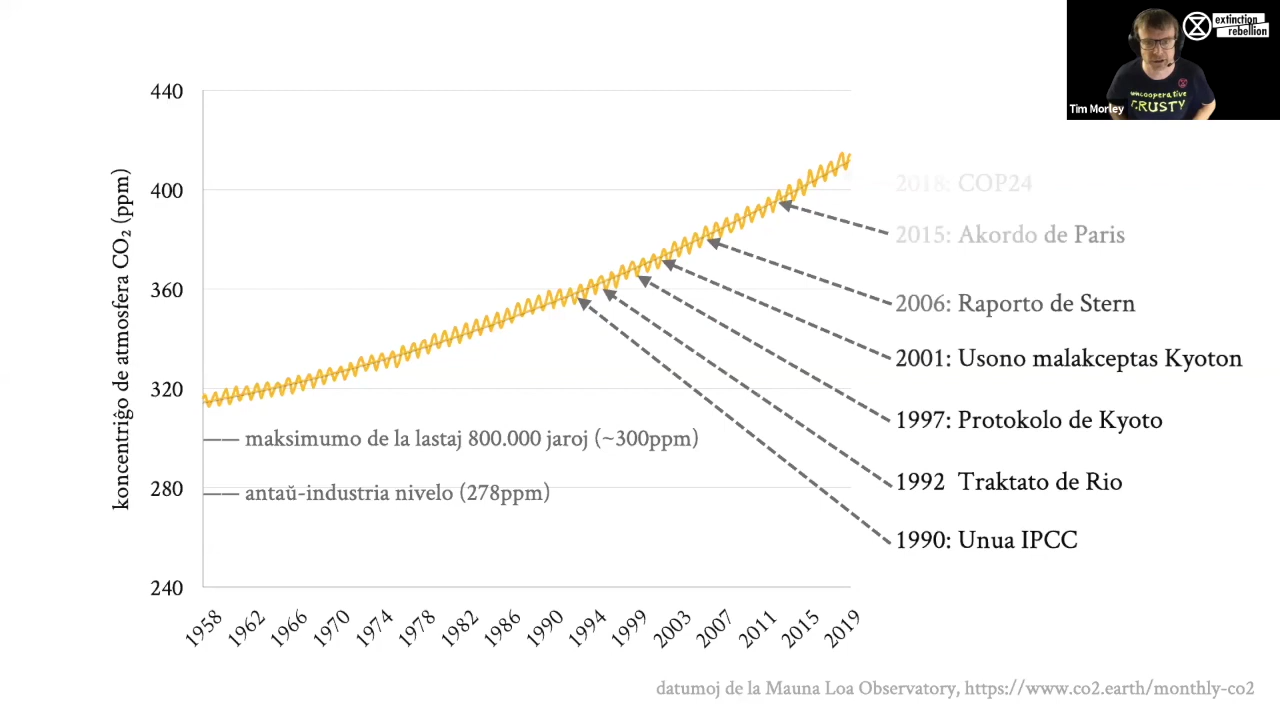 extinction
rebellion
uncooperative
CRUSTY
Tim Morley
koncentriĝo de atmosfera CO₂ (ppm)
440
400
360
320
280
240
2018: COP24
2015: Akordo de Paris
2006: Raporto de Stern
2001: Usono malakceptas Kyoton
1997: Protokolo de Kyoto
1992 Traktato de Rio
1990: Unua IPCC
maksimumo de la lastaj 800.000 jaroj (~300ppm)
antaŭ-industria nivelo (278ppm)
1958 1962 1966 1970 1974 1978 1982 1986 1990 1994 1999 2003 2007 2011 2015 2019
datumoj de la Mauna Loa Observatory, https://www.co2.earth/monthly-co2